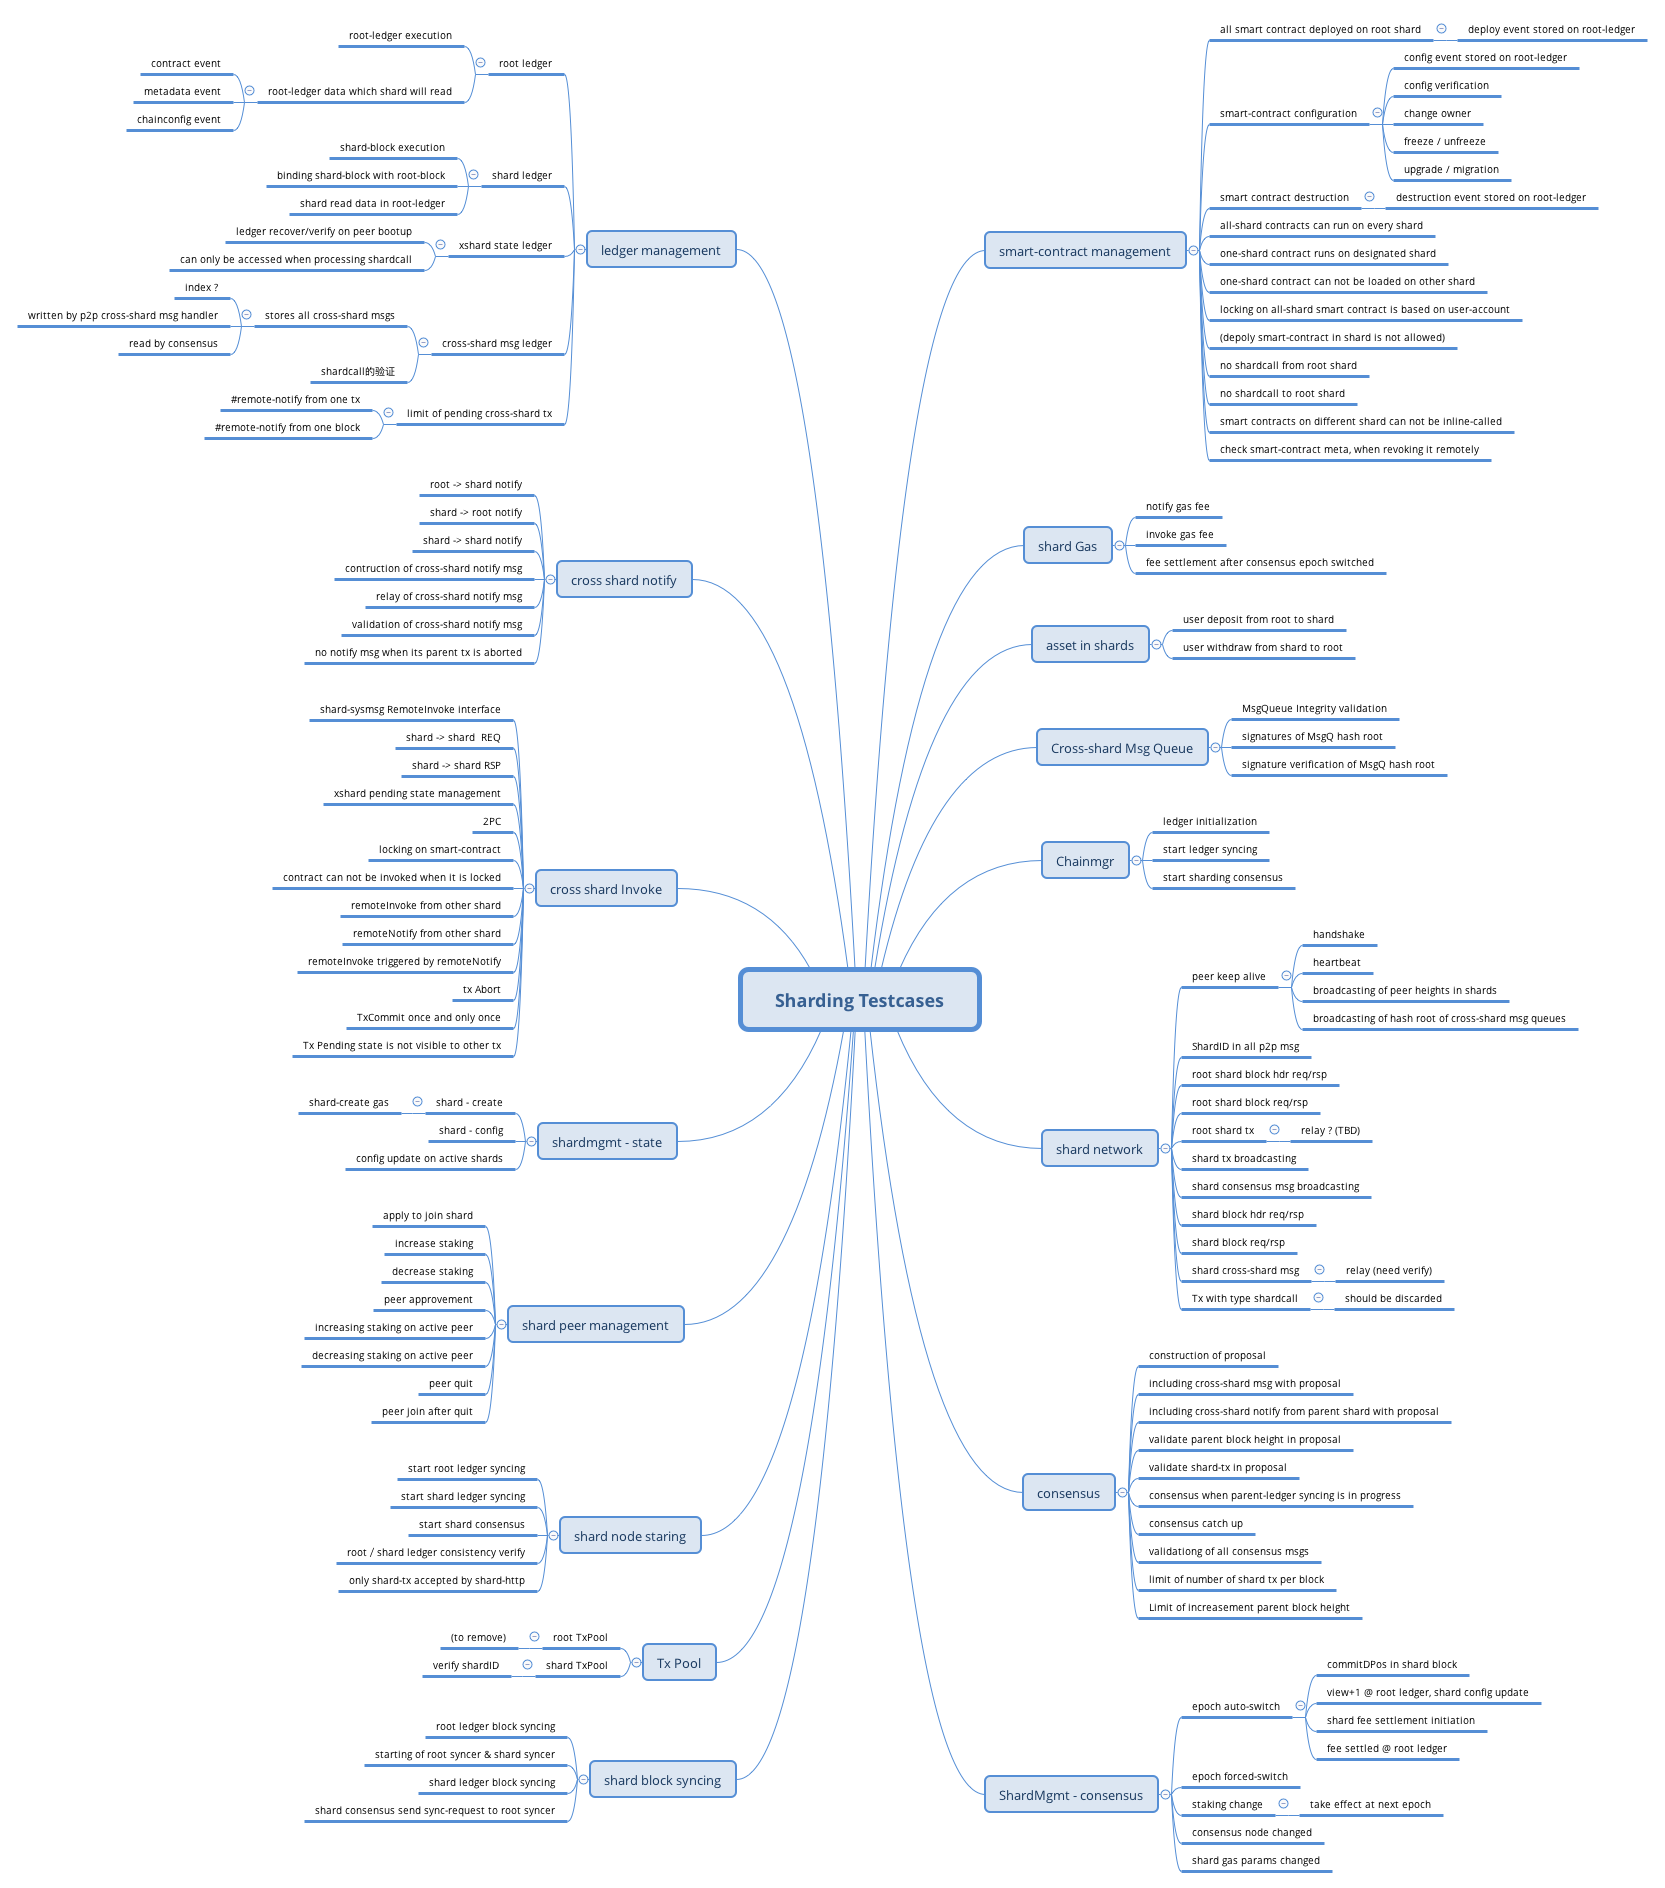 Sharding Testcases
ledger management
root ledger
root-ledger execution
root-ledger data which shard will read
contract event
metadata event
chainconfig event
shard ledger
shard-block execution
binding shard-block with root-block
shard read data in root-ledger
xshard state ledger
ledger recover/verify on peer bootup
can only be accessed when processing shardcall
cross-shard msg ledger
stores all cross-shard msgs
index ?
written by p2p cross-shard msg handler
read by consensus
shardcall的验证
limit of pending cross-shard tx
#remote-notify from one tx
#remote-notify from one block
cross shard notify
root -> shard notify
shard -> root notify
shard -> shard notify
contruction of cross-shard notify msg
relay of cross-shard notify msg
validation of cross-shard notify msg
no notify msg when its parent tx is aborted
cross shard Invoke
shard-sysmsg RemoteInvoke interface
shard -> shard  REQ
shard -> shard RSP
xshard pending state management
2PC
locking on smart-contract
contract can not be invoked when it is locked
remoteInvoke from other shard
remoteNotify from other shard
remoteInvoke triggered by remoteNotify
tx Abort
TxCommit once and only once
Tx Pending state is not visible to other tx
shardmgmt - state
shard - create
shard-create gas
shard - config
config update on active shards
shard peer management
apply to join shard
increase staking
decrease staking
peer approvement
increasing staking on active peer
decreasing staking on active peer
peer quit
peer join after quit
shard node staring
start root ledger syncing
start shard ledger syncing
start shard consensus
root / shard ledger consistency verify
only shard-tx accepted by shard-http
Tx Pool
root TxPool
(to remove)
shard TxPool
verify shardID
shard block syncing
root ledger block syncing
starting of root syncer & shard syncer
shard ledger block syncing
shard consensus send sync-request to root syncer
smart-contract management
all smart contract deployed on root shard
deploy event stored on root-ledger
smart-contract configuration
config event stored on root-ledger
config verification
change owner
freeze / unfreeze
upgrade / migration
smart contract destruction
destruction event stored on root-ledger
all-shard contracts can run on every shard
one-shard contract runs on designated shard
one-shard contract can not be loaded on other shard
locking on all-shard smart contract is based on user-account
(depoly smart-contract in shard is not allowed)
no shardcall from root shard
no shardcall to root shard
smart contracts on different shard can not be inline-called
check smart-contract meta, when revoking it remotely
shard Gas
notify gas fee
invoke gas fee
fee settlement after consensus epoch switched
asset in shards
user deposit from root to shard
user withdraw from shard to root
Cross-shard Msg Queue
MsgQueue Integrity validation
signatures of MsgQ hash root
signature verification of MsgQ hash root
Chainmgr
ledger initialization
start ledger syncing
start sharding consensus
shard network
peer keep alive
handshake
heartbeat
broadcasting of peer heights in shards
broadcasting of hash root of cross-shard msg queues
ShardID in all p2p msg
root shard block hdr req/rsp
root shard block req/rsp
root shard tx
relay ? (TBD)
shard tx broadcasting
shard consensus msg broadcasting
shard block hdr req/rsp
shard block req/rsp
shard cross-shard msg
relay (need verify)
Tx with type shardcall
should be discarded
consensus
construction of proposal
including cross-shard msg with proposal
including cross-shard notify from parent shard with proposal
validate parent block height in proposal
validate shard-tx in proposal
consensus when parent-ledger syncing is in progress
consensus catch up
validationg of all consensus msgs
limit of number of shard tx per block
Limit of increasement parent block height
ShardMgmt - consensus
epoch auto-switch
commitDPos in shard block
view+1 @ root ledger, shard config update
shard fee settlement initiation
fee settled @ root ledger
epoch forced-switch
staking change
take effect at next epoch
consensus node changed
shard gas params changed